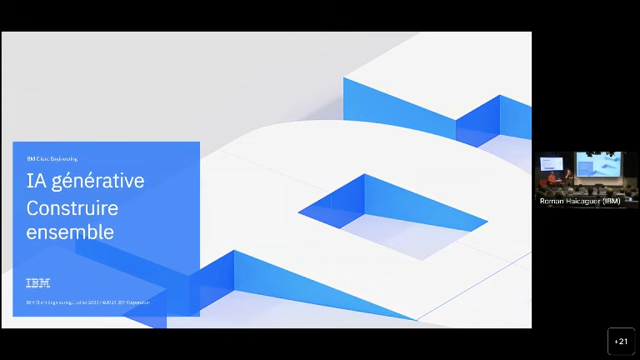 IBM Client Engineering
IA générative
Construire
ensemble
IBM
Roman Haicaguer (IBM)
+21